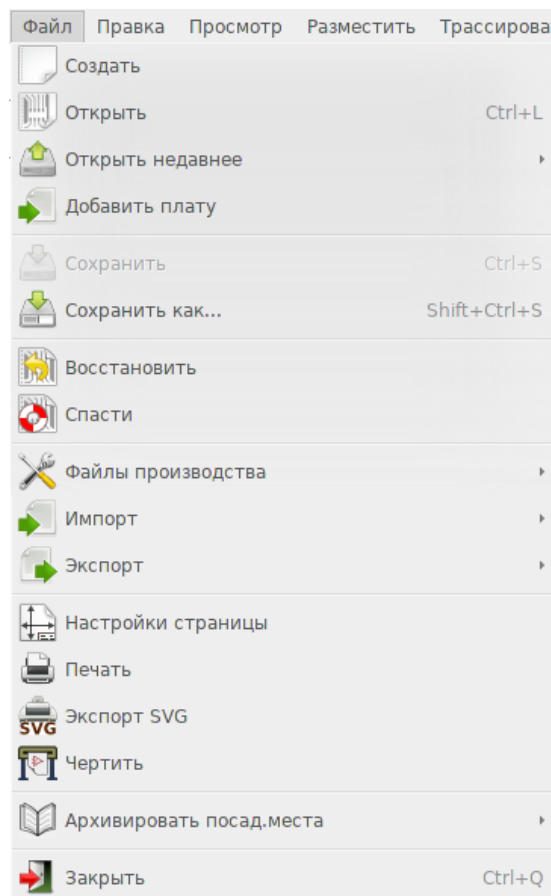 Файл Правка Просмотр Разместить Трассирова
Создать
Открыть Ctrl+L
Открыть недавнее
Добавить плату
Сохранить Ctrl+S
Сохранить как... Shift+Ctrl+S
Восстановить
Спасти
Файлы производства
Импорт
Экспорт
Настройки страницы
Печать
SVG Экспорт SVG
Чертить
Архивировать посад.места
Закрыть Ctrl+Q